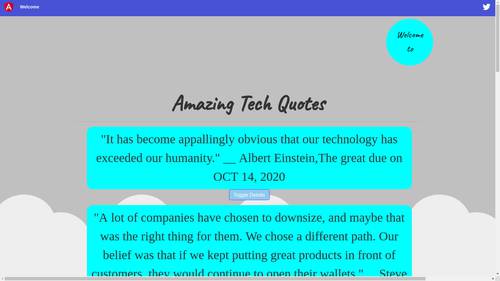 Welcome
Welcome
to
Amazing Tech Quotes
"It has become appallingly obvious that our technology has
exceeded our humanity." __ Albert Einstein,The great due on
OCT 14, 2020
Toggle Details
"A lot of companies have chosen to downsize, and maybe that
was the right thing for them. We chose a different path. Our
belief was that if we kept putting great products in front of
customers, they would continue to open their wallets." __ Steve